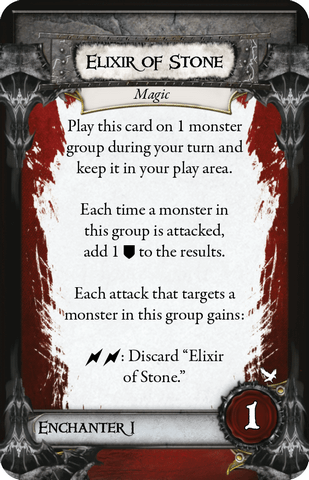 Elixir of Stone
Magic
Play this card on 1 monster
group during your turn and
keep it in your play area.
Each time a monster in
this group is attacked,
add 1 to the results.
Each attack that targets a
monster in this group gains:
: Discard “Elixir
of Stone.”
1
Enchanter I